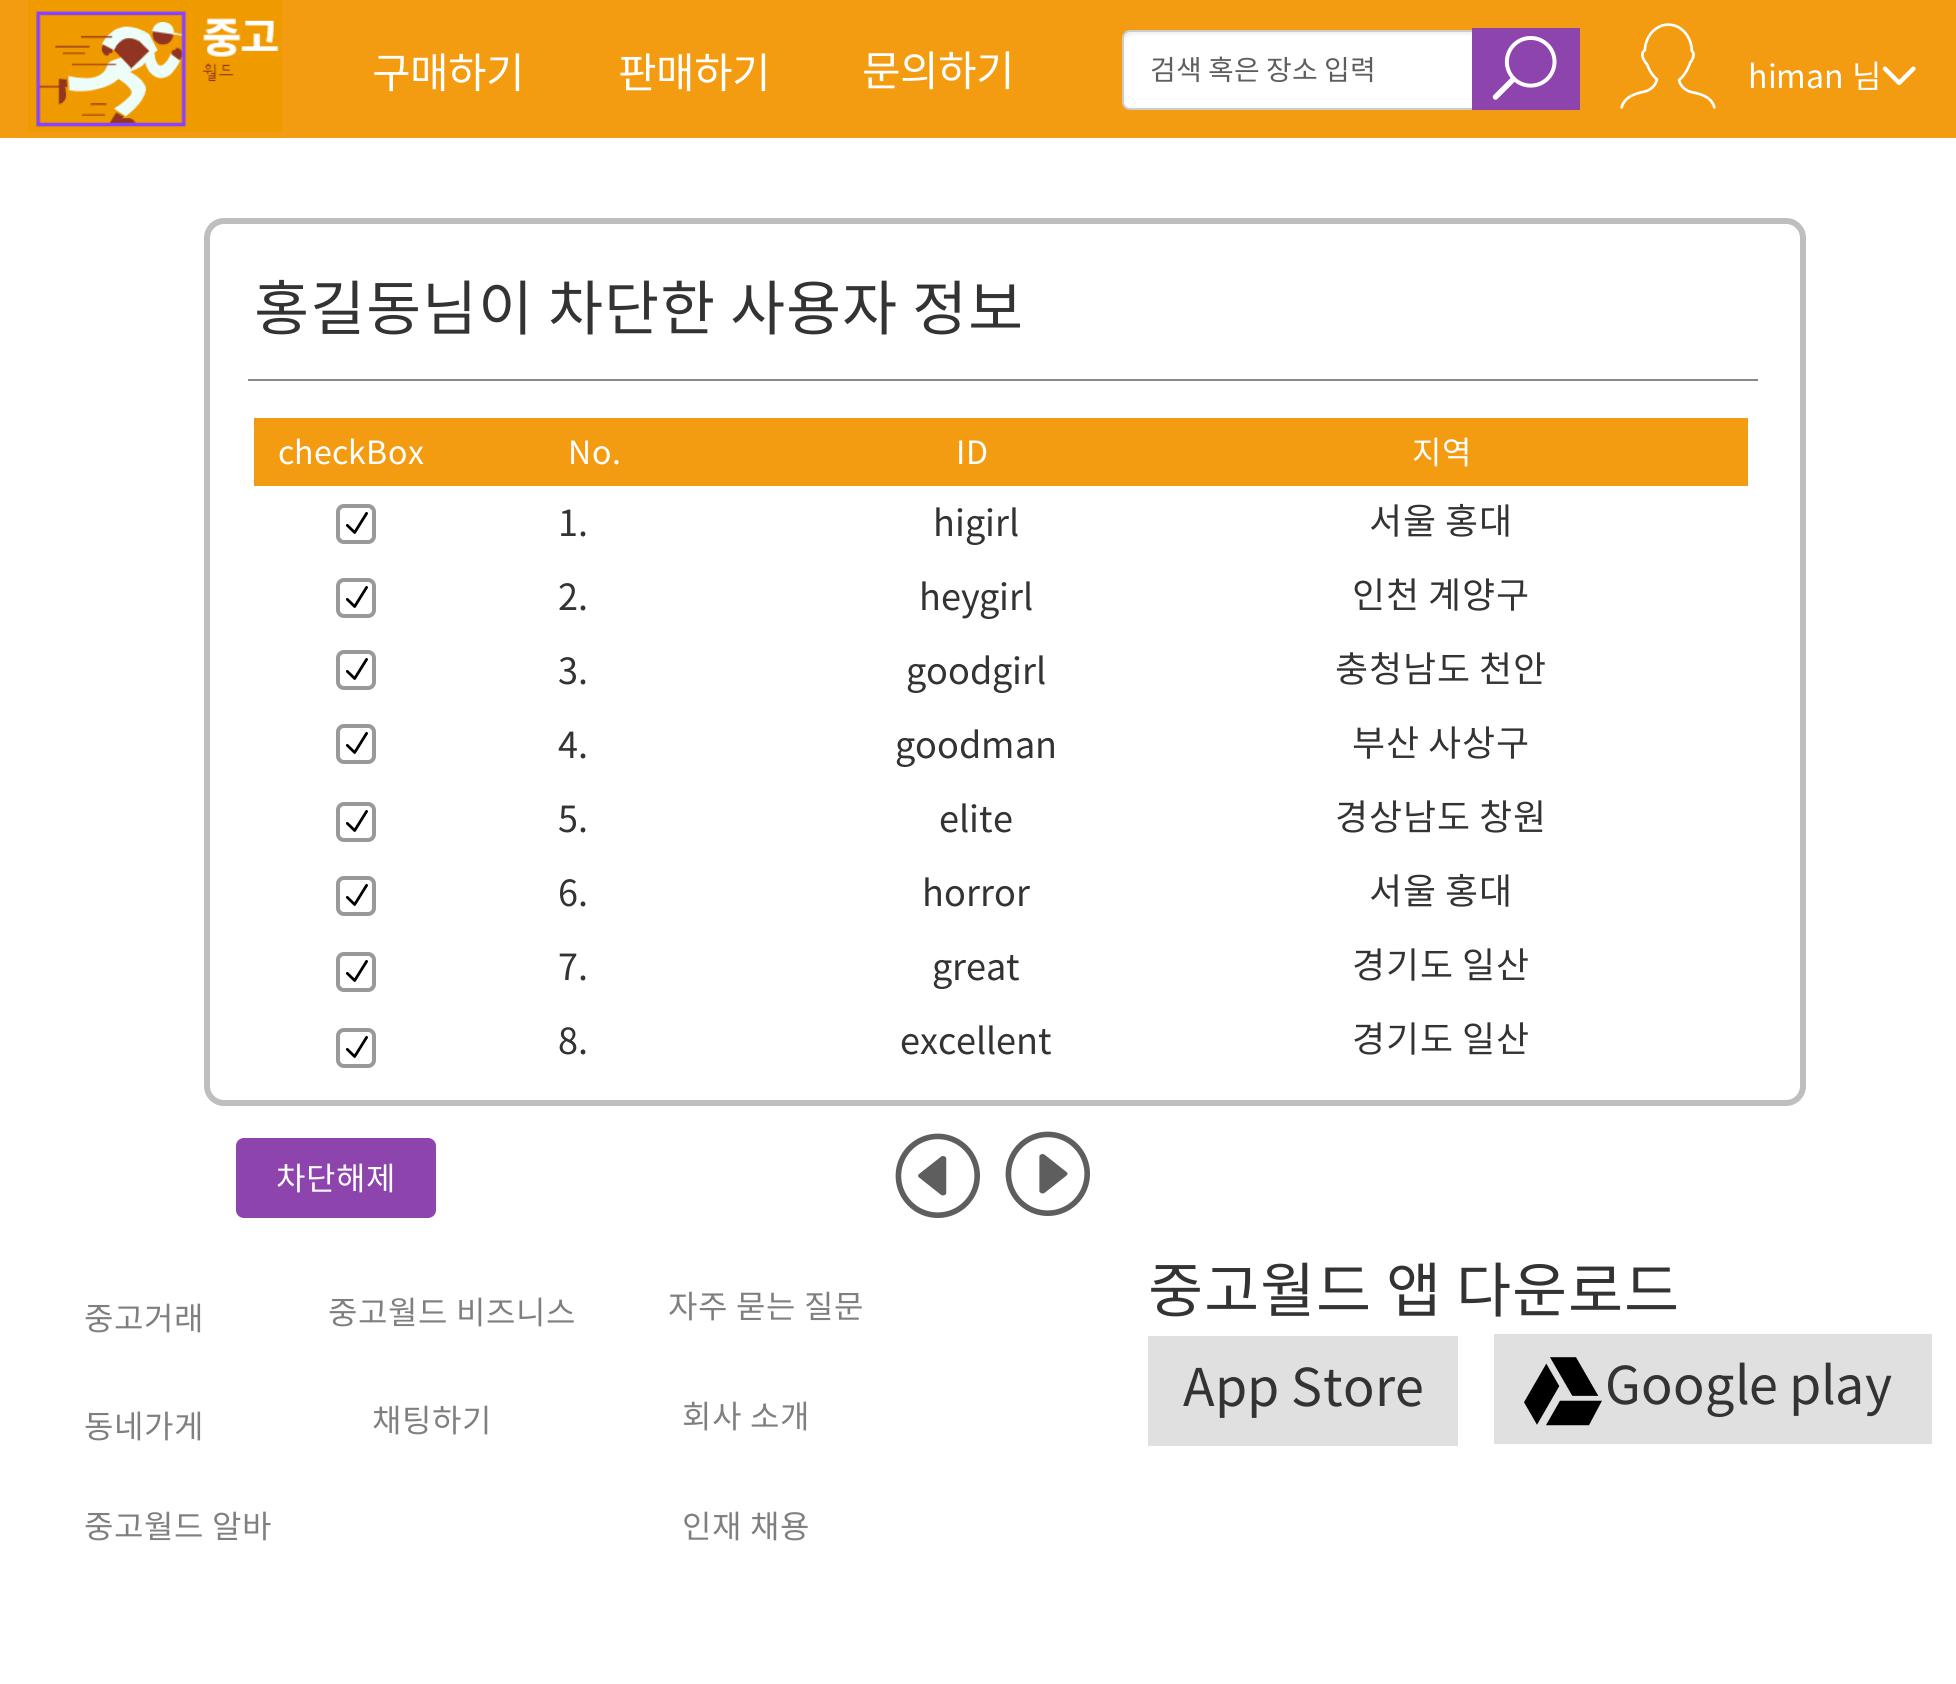 중고
월드
구매하기 판매하기 문의하기 검색 혹은 장소 입력 himan 님
홍길동님이 차단한 사용자 정보
checkBox No. ID 지역
1. higirl 서울 홍대
2. heygirl 인천 계양구
3. goodgirl 충청남도 천안
4. goodman 부산 사상구
5. elite 경상남도 창원
6. horror 서울 홍대
7. great 경기도 일산
8. excellent 경기도 일산
차단해제
중고거래 중고월드 비즈니스 자주 묻는 질문
동네가게 채팅하기 회사 소개
중고월드 알바 인재 채용
중고월드 앱 다운로드
App Store Google play